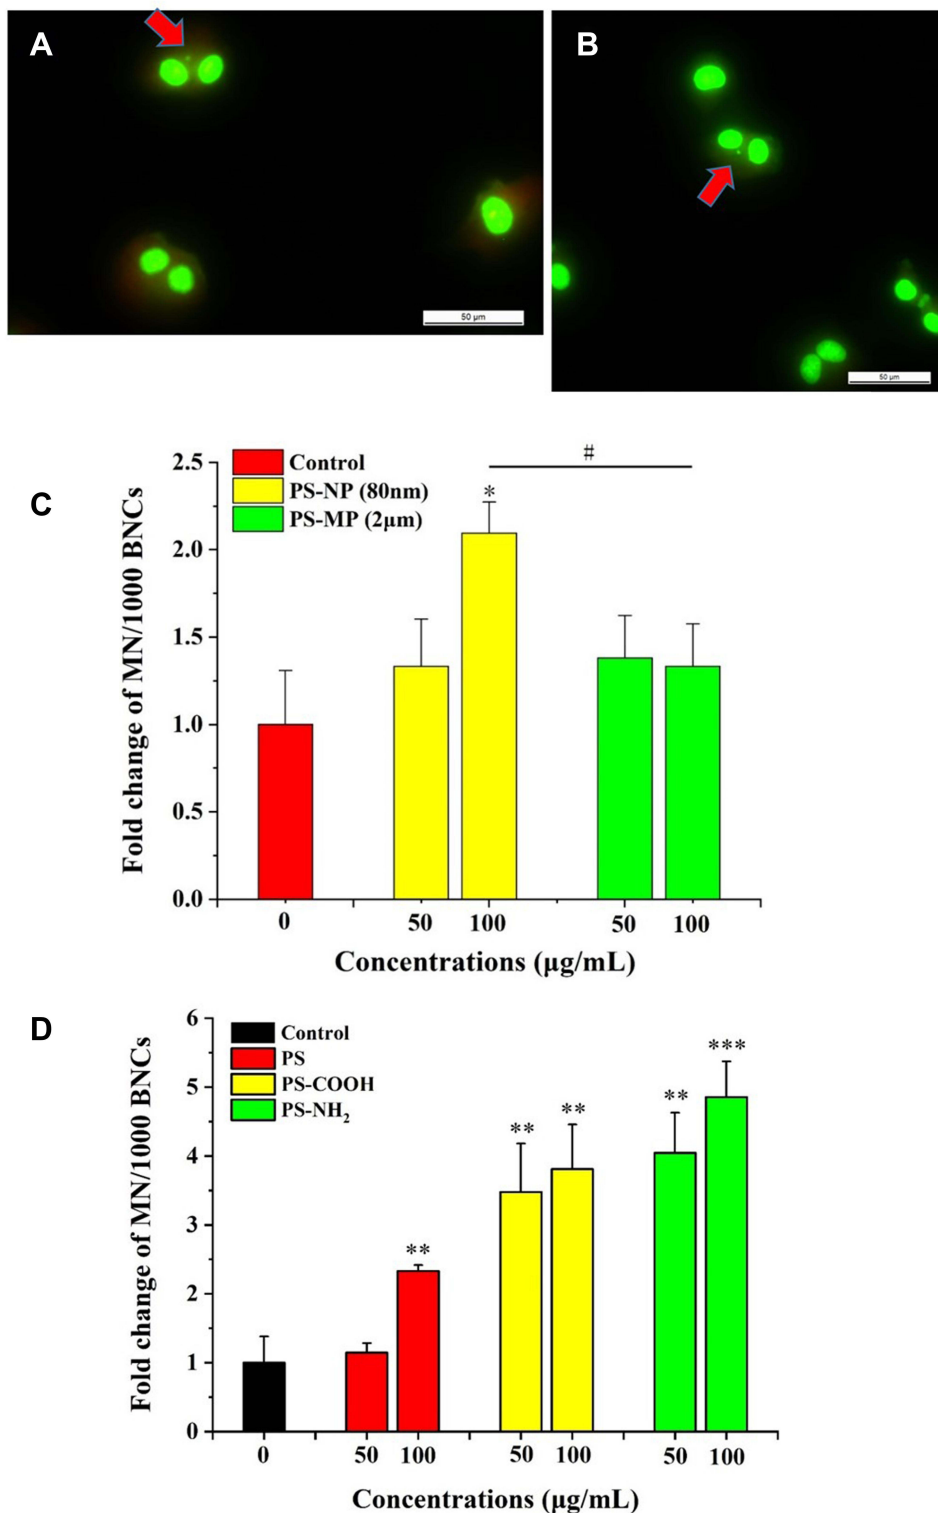 A
B
50 µm
50 µm
C
Control
PS-NP (80nm)
PS-MP (2µm)
#
*
2.5
2.0
1.5
1.0
0.5
0.0
Fold change of MN/1000 BNCs
0 50 100 50 100
Concentrations (µg/mL)
D
Control
PS
PS-COOH
PS-NH₂
6
5
4
3
2
1
0
** ** ** ** ***
Fold change of MN/1000 BNCs
0 50 100 50 100 50 100
Concentrations (µg/mL)